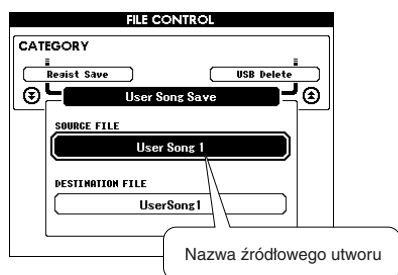 FILE CONTROL
CATEGORY
Regist Save
USB Delete
User Song Save
SOURCE FILE
User Song 1
DESTINATION FILE
UserSong1
Nazwa źródłowego utworu